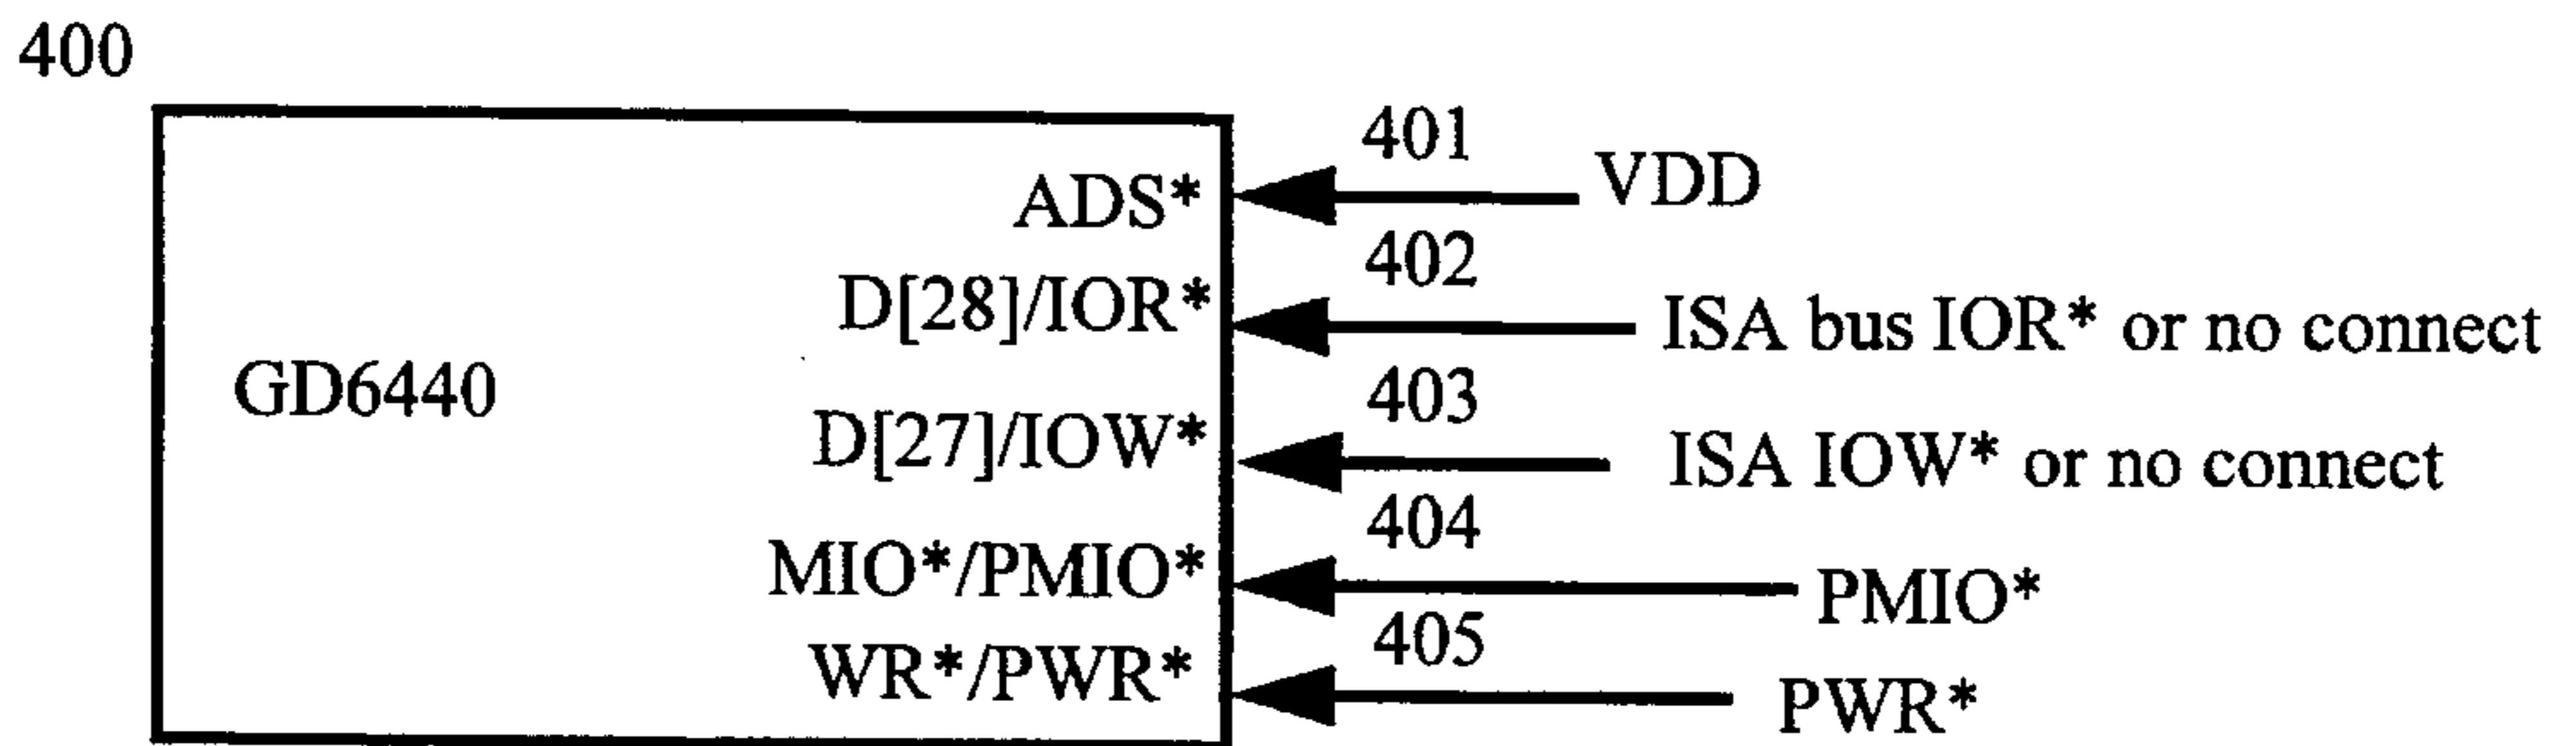 400
401
ADS* VDD
402
D[28]/IOR* ISA bus IOR* or no connect
GD6440
403
D[27]/IOW* ISA IOW* or no connect
404
MIO*/PMIO* PMIO*
405
WR*/PWR* PWR*